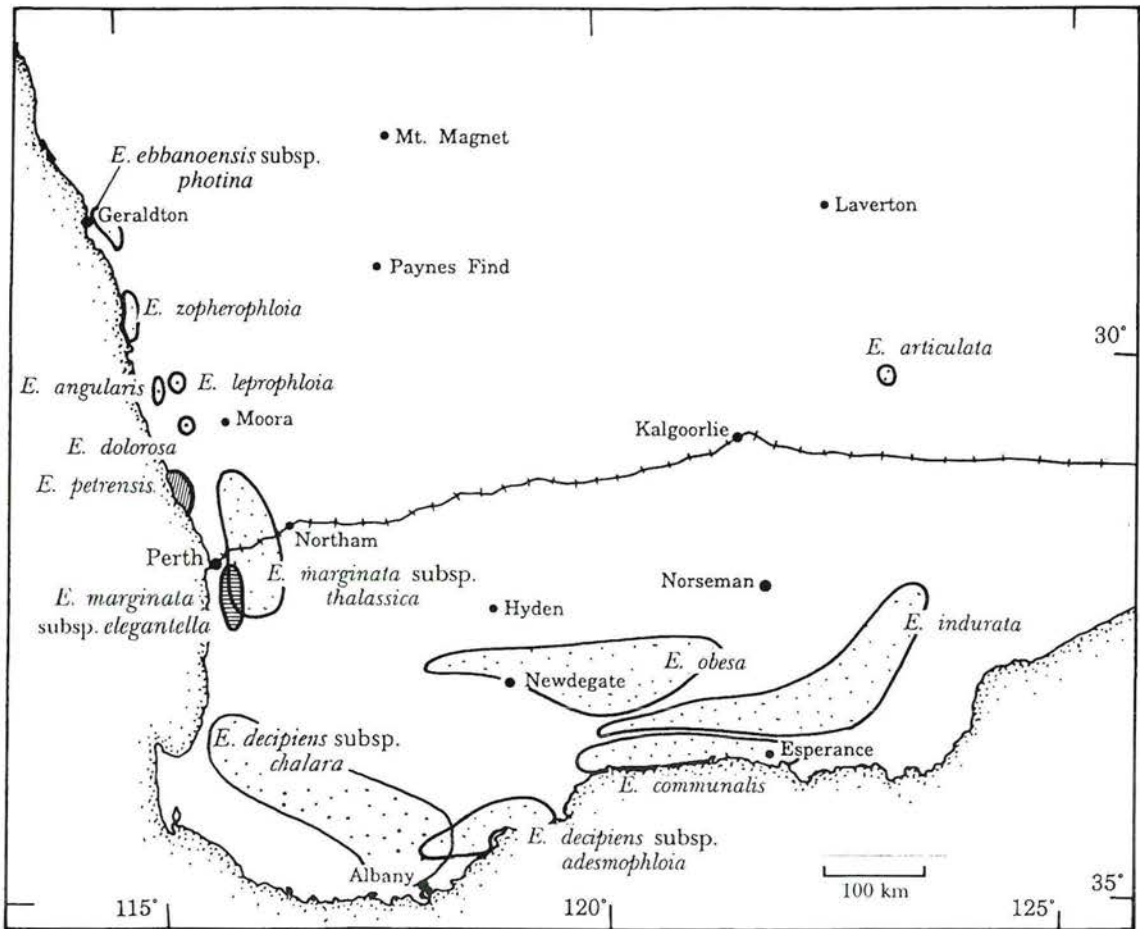 Mt. Magnet
E. ebbanoensis subsp.
photina
Laverton
Geraldton
Paynes Find
E. zopherophloia
30°
E. articulata
E. angularis
E. leprophloia
Moora
Kalgoorlie
E. dolorosa
E. petrensis.
Northam
Perth
E. marginata subsp.
thalassica
Norseman
E. marginata
subsp. elegantella
Hyden
E. indurata
E. obesa
Newdegate
E. decipiens subsp.
chalara
Esperance
E. communalis
E. decipiens subsp.
adesmophloia
Albany
100 km
35°
115°
120°
125°